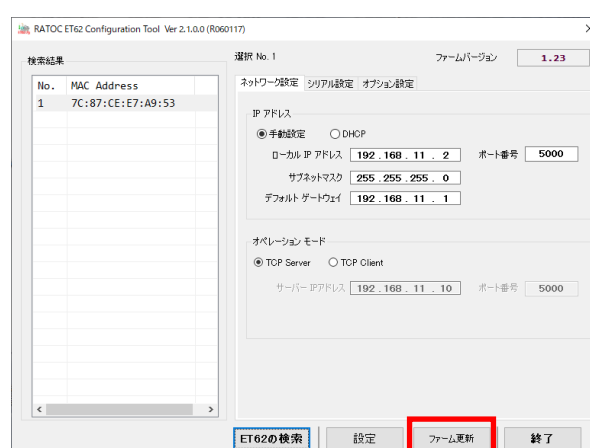 RATOC ET62 Configuration Tool Ver 2.1.0.0 (R060117)
検索結果
No. MAC Address
1 7C:87:CE:E7:A9:53
選択 No. 1
ファームバージョン 1.23
ネットワーク設定 シリアル設定 オプション設定
IP アドレス
手動設定 DHCP
ローカル IP アドレス 192 . 168 . 11 . 2 ポート番号 5000
サブネットマスク 255 . 255 . 255 . 0
デフォルト ゲートウェイ 192 . 168 . 11 . 1
オペレーション モード
TCP Server TCP Client
サーバー IPアドレス 192 . 168 . 11 . 10 ポート番号 5000
ET62の検索 設定 ファーム更新 終了